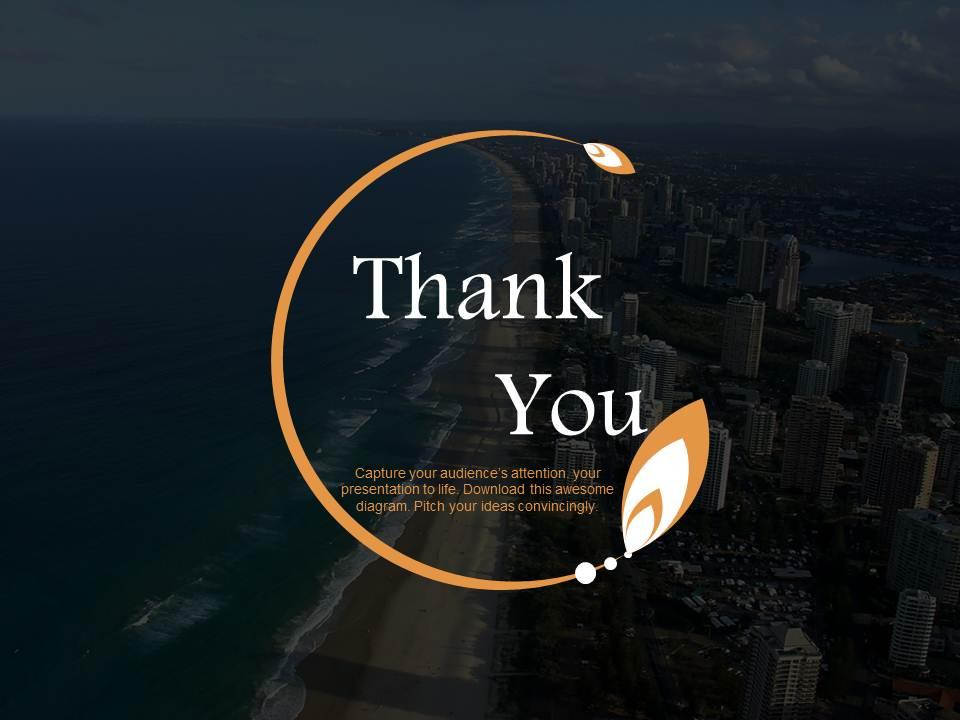 Thank
You
Capture your audience's attention, your
presentation to life. Download this awesome
diagram. Pitch your ideas convincingly.